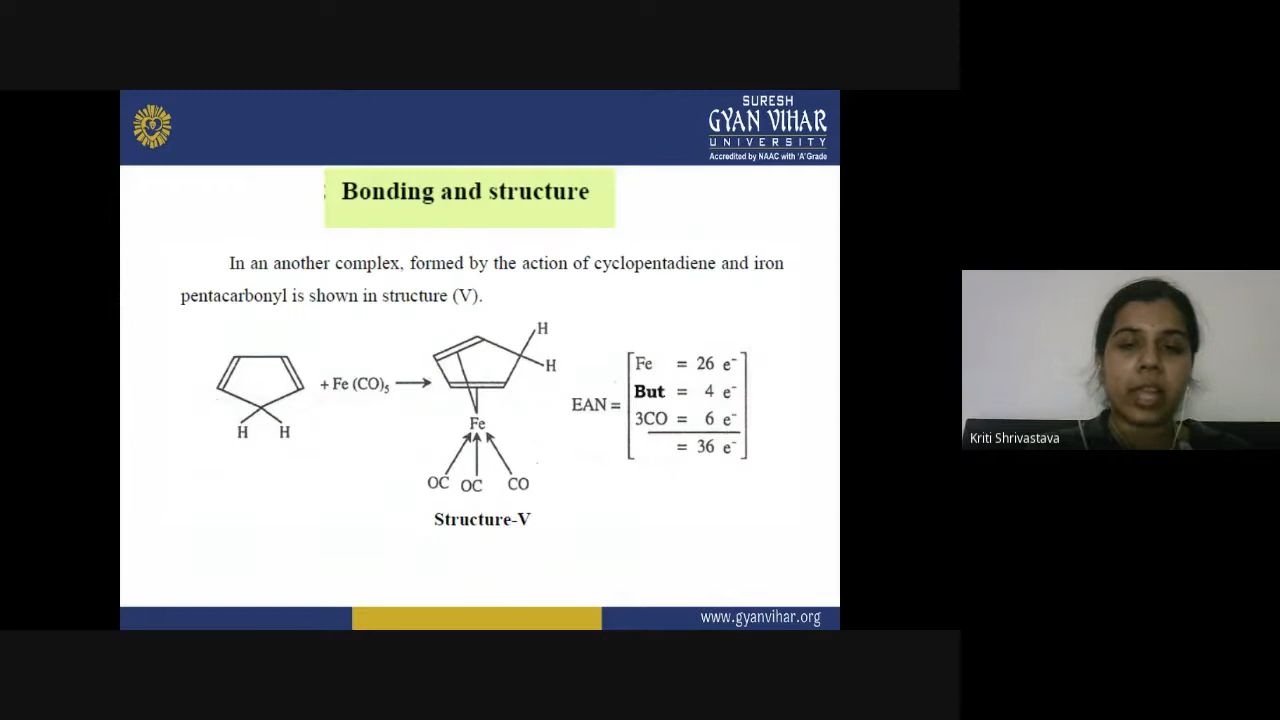 SURESH
GYAN VIHAR
UNIVERSITY
Accredited by NAAC with 'A' Grade
: Bonding and structure
In an another complex, formed by the action of cyclopentadiene and iron
pentacarbonyl is shown in structure (V).
H H
+ Fe (CO)5
H
H
Fe
OC OC CO
Structure-V
EAN =
Fe = 26 e⁻
But = 4 e⁻
3CO = 6 e⁻
= 36 e⁻
www.gyanvihar.org
Kriti Shrivastava